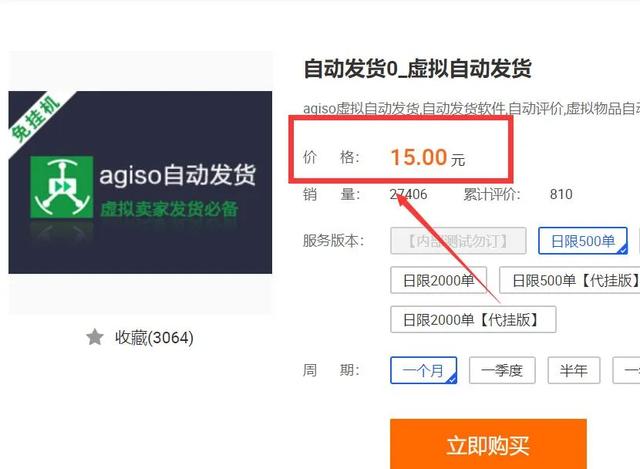 自动发货0_虚拟自动发货
agiso虚拟自动发货,自动发货软件,自动评价,虚拟物品自动
免挂机
agiso自动发货
虚拟卖家发货必备
价 格: 15.00 元
销 量: 27406 累计评价: 810
服务版本: 【内部测试勿订】 日限500单
日限2000单 日限500单【代挂版】
日限2000单【代挂版】
收藏(3064)
周 期: 一个月 一季度 半年 一
立即购买